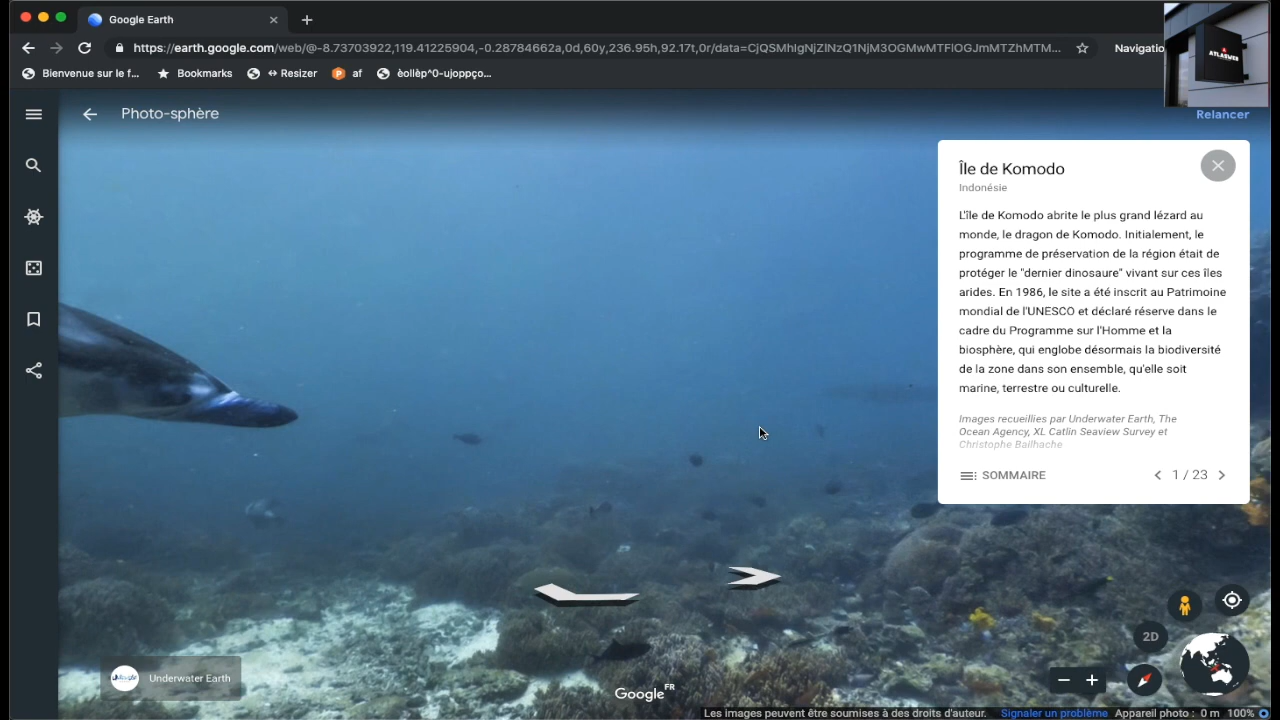 Google Earth
https://earth.google.com/web/@-8.73703922,119.41225904,-0.28784662a,0d,60y,236.95h,92.17t,0r/data=CjQSMhIgNjZlNzQ1NjM3OGMwMTFlOGJmMTZhMTM...
Navigatio
Bienvenue sur le f...
Bookmarks
Resizer
af
èollèp^0-ujoppço...
ATLASWEB
Photo-sphère
Relancer
Île de Komodo
Indonésie
L'île de Komodo abrite le plus grand lézard au
monde, le dragon de Komodo. Initialement, le
programme de préservation de la région était de
protéger le "dernier dinosaure" vivant sur ces îles
arides. En 1986, le site a été inscrit au Patrimoine
mondial de l'UNESCO et déclaré réserve dans le
cadre du Programme sur l'Homme et la
biosphère, qui englobe désormais la biodiversité
de la zone dans son ensemble, qu'elle soit
marine, terrestre ou culturelle.
Images recueillies par Underwater Earth, The
Ocean Agency, XL Catlin Seaview Survey et
Christophe Bailhache
SOMMAIRE
1 / 23
2D
Underwater Earth
Google FR
Les images peuvent être soumises à des droits d'auteur. Signaler un problème Appareil photo : 0 m 100%